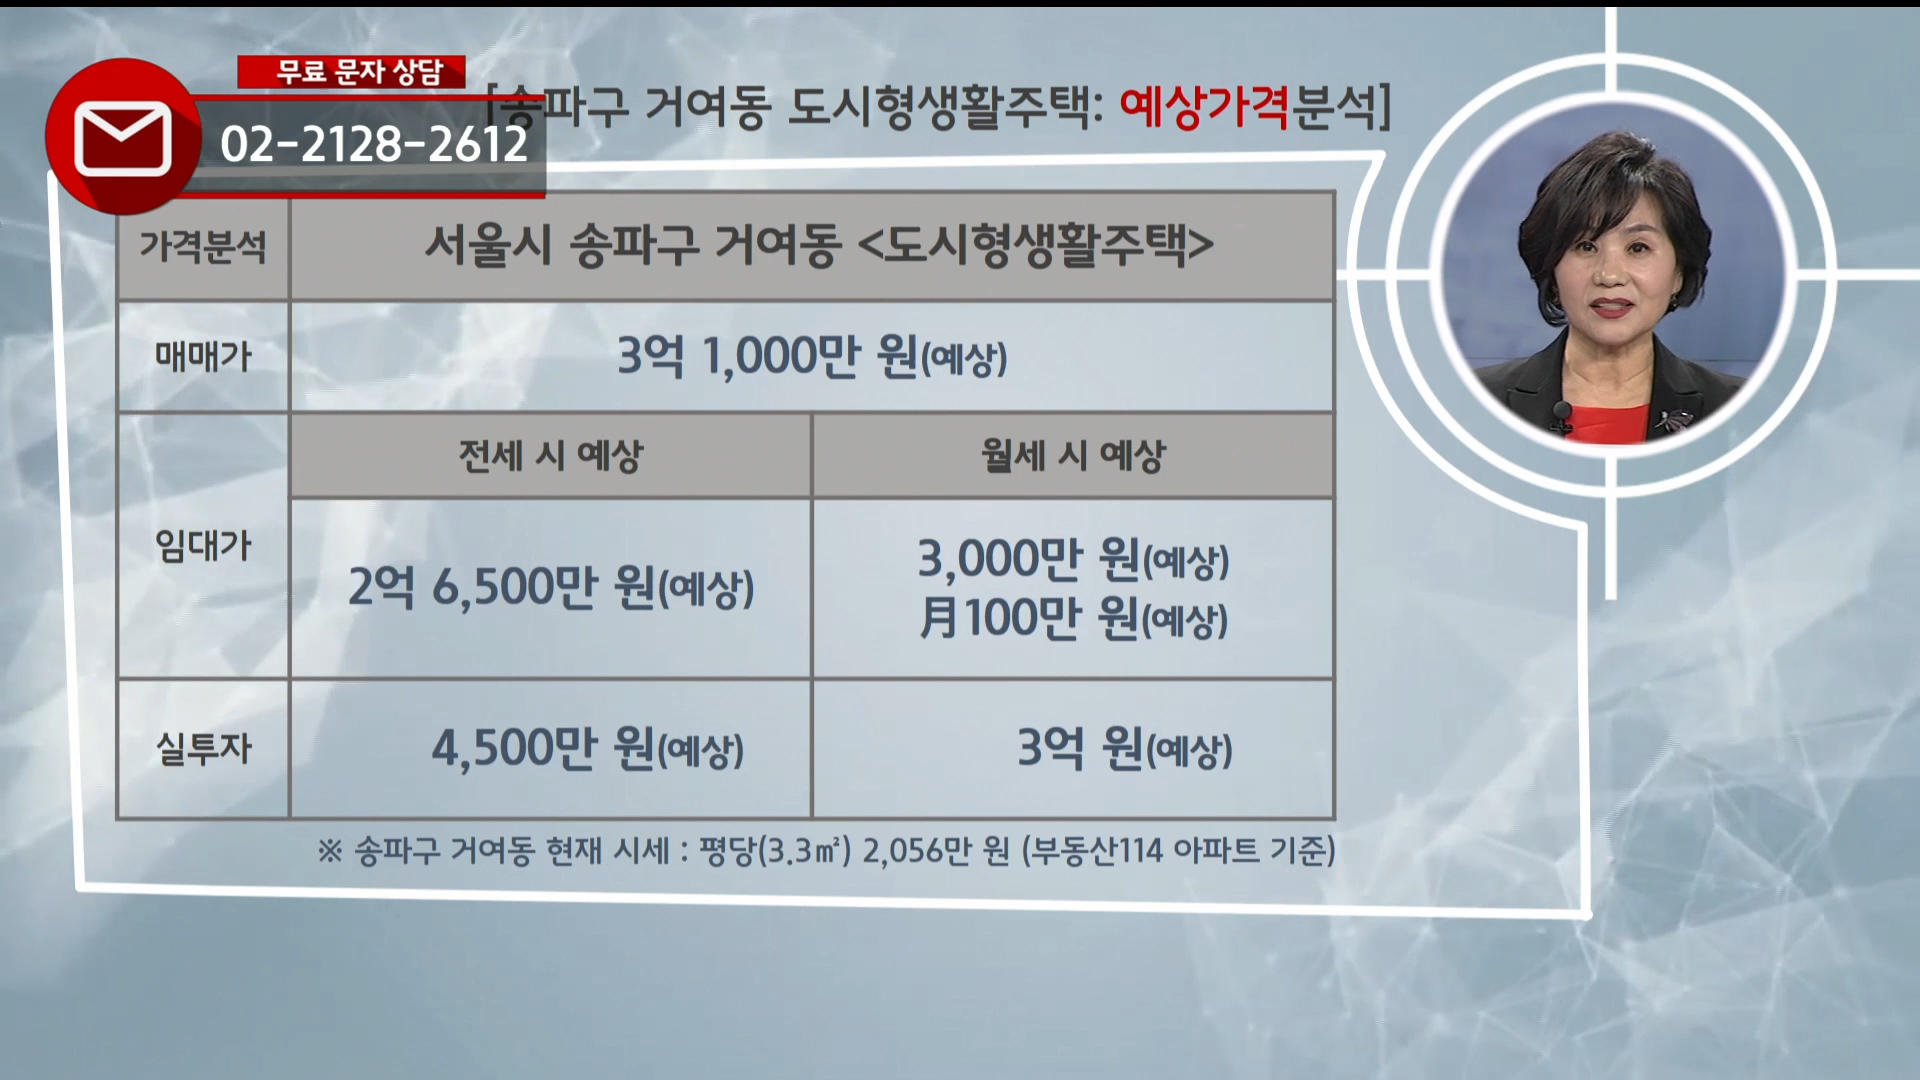 무료 문자 상담
02-2128-2612
[송파구 거여동 도시형생활주택: 예상가격분석]
가격분석
서울시 송파구 거여동 <도시형생활주택>
매매가
3억 1,000만 원(예상)
임대가
전세 시 예상
월세 시 예상
2억 6,500만 원(예상)
3,000만 원(예상)
月100만 원(예상)
실투자
4,500만 원(예상)
3억 원(예상)
※ 송파구 거여동 현재 시세 : 평당(3.3㎡) 2,056만 원 (부동산114 아파트 기준)